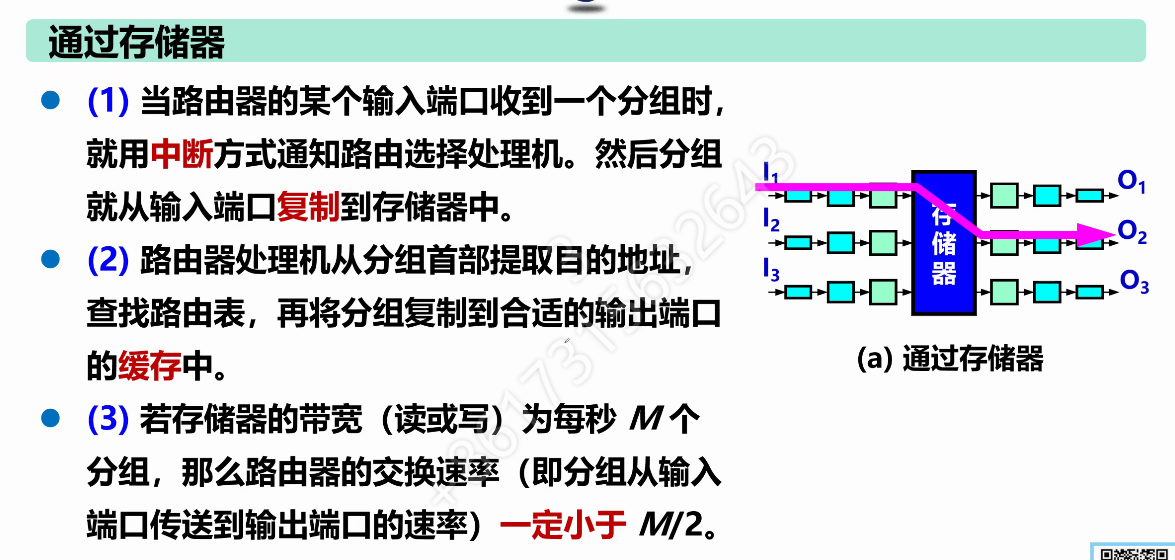 通过存储器
(1) 当路由器的某个输入端口收到一个分组时，
就用中断方式通知路由选择处理机。然后分组
就从输入端口复制到存储器中。
(2) 路由器处理机从分组首部提取目的地址，
查找路由表，再将分组复制到合适的输出端口
的缓存中。
(3) 若存储器的带宽（读或写）为每秒 M 个
分组，那么路由器的交换速率（即分组从输入
端口传送到输出端口的速率）一定小于 M/2。
I1
I2
I3
存
储
器
O1
O2
O3
(a) 通过存储器